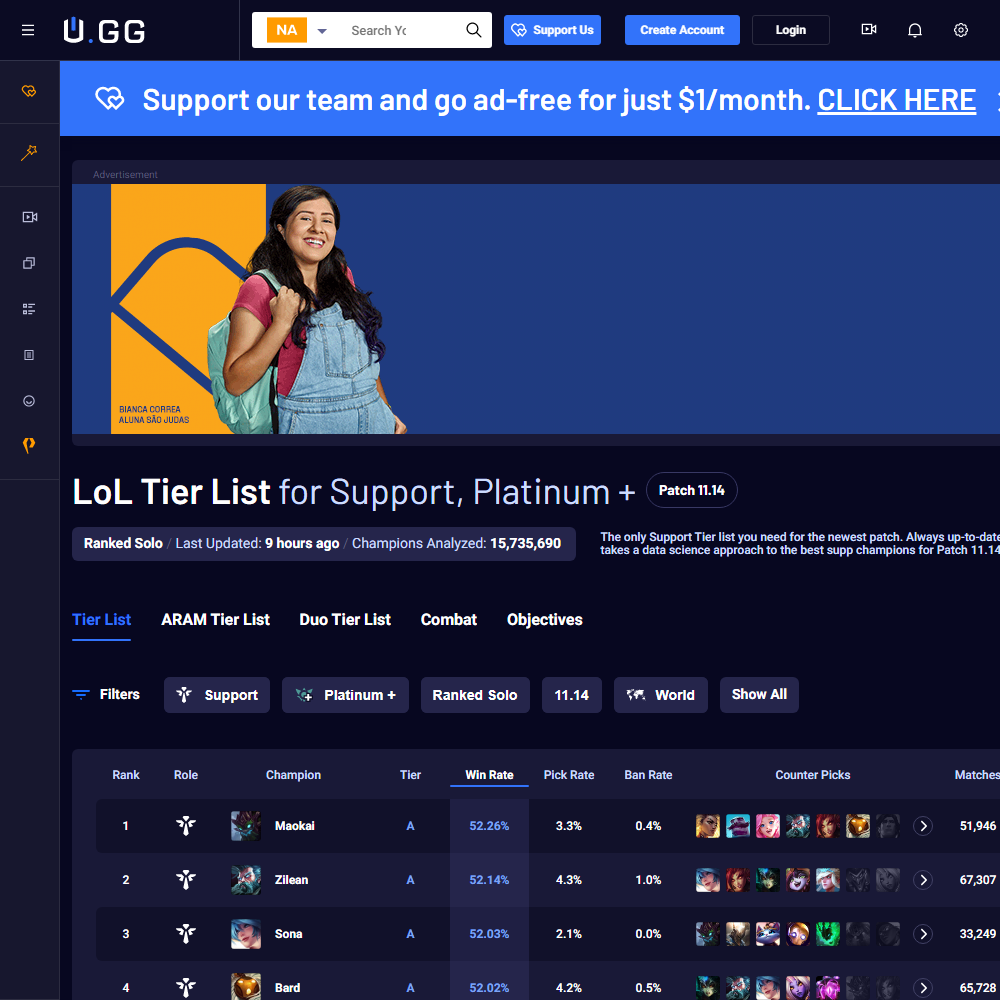 U.GG
NA
Search Yo
Support Us
Create Account
Login
Support our team and go ad-free for just $1/month. CLICK HERE
Advertisement
BIANCA CORREA
ALUNA SÃO JUDAS
LoL Tier List for Support, Platinum +
Patch 11.14
Ranked Solo / Last Updated: 9 hours ago / Champions Analyzed: 15,735,690
The only Support Tier list you need for the newest patch. Always up-to-date
takes a data science approach to the best supp champions for Patch 11.14
Tier List ARAM Tier List Duo Tier List Combat Objectives
Filters Support Platinum + Ranked Solo 11.14 World Show All
Rank Role Champion Tier Win Rate Pick Rate Ban Rate Counter Picks Matches
1 Maokai A 52.26% 3.3% 0.4% 51,946
2 Zilean A 52.14% 4.3% 1.0% 67,307
3 Sona A 52.03% 2.1% 0.0% 33,249
4 Bard A 52.02% 4.2% 0.5% 65,728